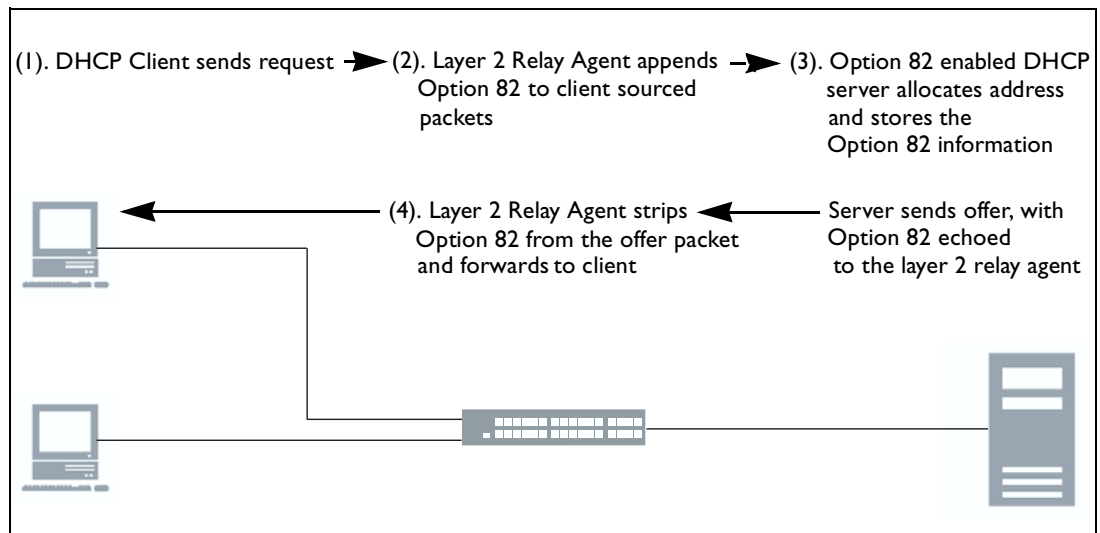 (1). DHCP Client sends request
(2). Layer 2 Relay Agent appends
Option 82 to client sourced
packets
(3). Option 82 enabled DHCP
server allocates address
and stores the
Option 82 information
(4). Layer 2 Relay Agent strips
Option 82 from the offer packet
and forwards to client
Server sends offer, with
Option 82 echoed
to the layer 2 relay agent